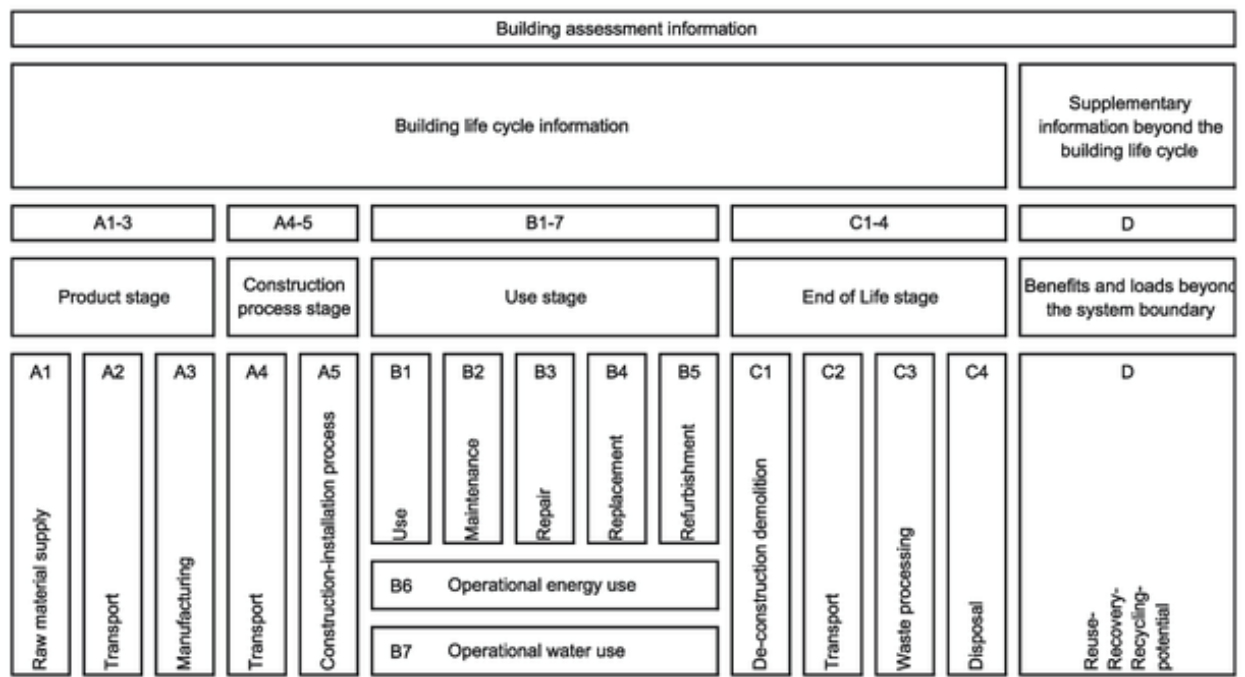 Building assessment information
Building life cycle information
Supplementary
information beyond the
building life cycle
A1-3
A4-5
B1-7
C1-4
D
Product stage
Construction
process stage
Use stage
End of Life stage
Benefits and loads beyond
the system boundary
A1
Raw material supply
A2
Transport
A3
Manufacturing
A4
Transport
A5
Construction-installation process
B1
Use
B2
Maintenance
B3
Repair
B4
Replacement
B5
Refurbishment
B6 Operational energy use
B7 Operational water use
C1
De-construction demolition
C2
Transport
C3
Waste processing
C4
Disposal
D
Reuse-
Recovery-
Recycling-
potential